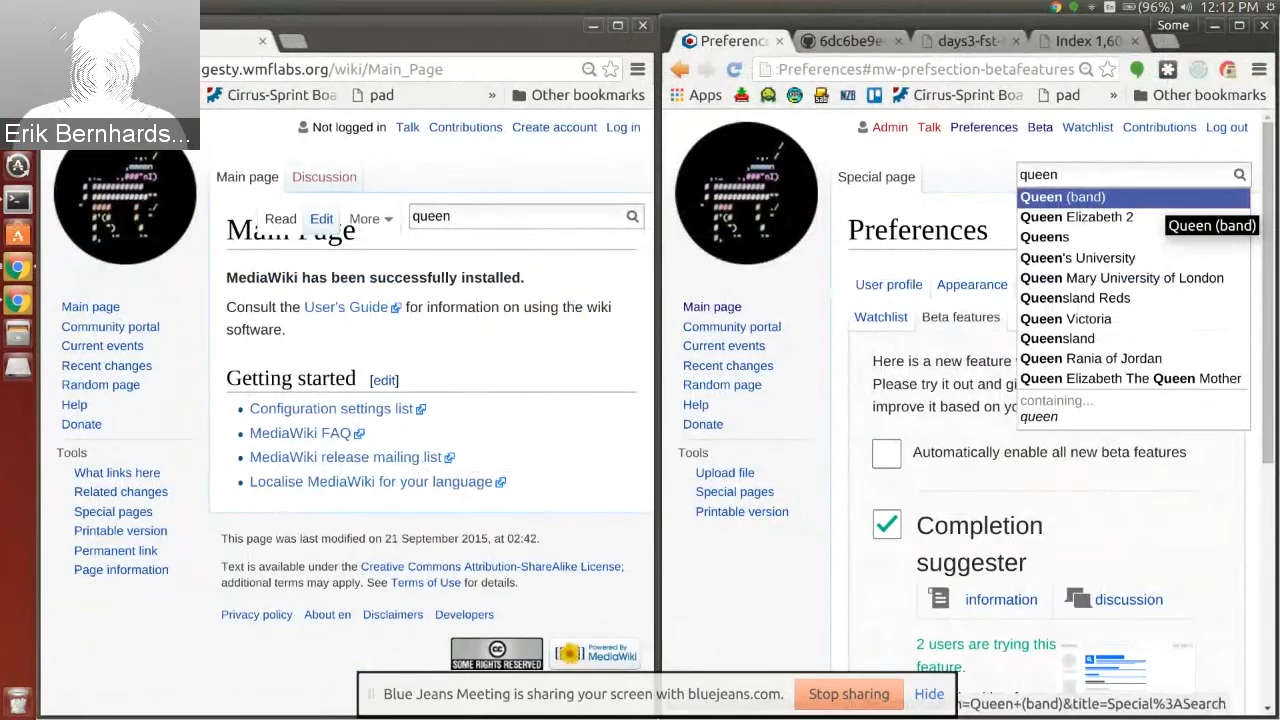 (96%) 12:12 PM
Some
Erik Bernhards...
gesty.wmflabs.org/wiki/Main_Page
Cirrus-Sprint Boa pad » Other bookmarks
Not logged in Talk Contributions Create account Log in
Main page Discussion
Read Edit More queen
Main Page
MediaWiki has been successfully installed.
Consult the User's Guide for information on using the wiki
software.
Getting started [edit]
Configuration settings list
MediaWiki FAQ
MediaWiki release mailing list
Localise MediaWiki for your language
This page was last modified on 21 September 2015, at 02:42.
Text is available under the Creative Commons Attribution-ShareAlike License;
additional terms may apply. See Terms of Use for details.
Privacy policy About en Disclaimers Developers
SOME RIGHTS RESERVED
Powered By
MediaWiki
Main page
Community portal
Current events
Recent changes
Random page
Help
Donate
Tools
What links here
Related changes
Special pages
Printable version
Permanent link
Page information
Preferenc 6dc6be9e- days3-fst- Index 1,60
Preferences#mw-prefsection-betafeatures
Apps NZB Cirrus-Sprint Boa pad » Other bookmarks
Admin Talk Preferences Beta Watchlist Contributions Log out
Special page
queen
Queen (band)
Queen Elizabeth 2
Queens
Queen's University
Queen Mary University of London
Queensland Reds
Queen Victoria
Queensland
Queen Rania of Jordan
Queen Elizabeth The Queen Mother
containing...
queen
Queen (band)
Preferences
User profile Appearance
Watchlist Beta features
Here is a new feature
Please try it out and gi
improve it based on yo
Automatically enable all new beta features
Completion
suggester
information discussion
2 users are trying this
feature.
Main page
Community portal
Current events
Recent changes
Random page
Help
Donate
Tools
Upload file
Special pages
Printable version
Blue Jeans Meeting is sharing your screen with bluejeans.com. Stop sharing Hide
=Queen+(band)&title=Special%3ASearch